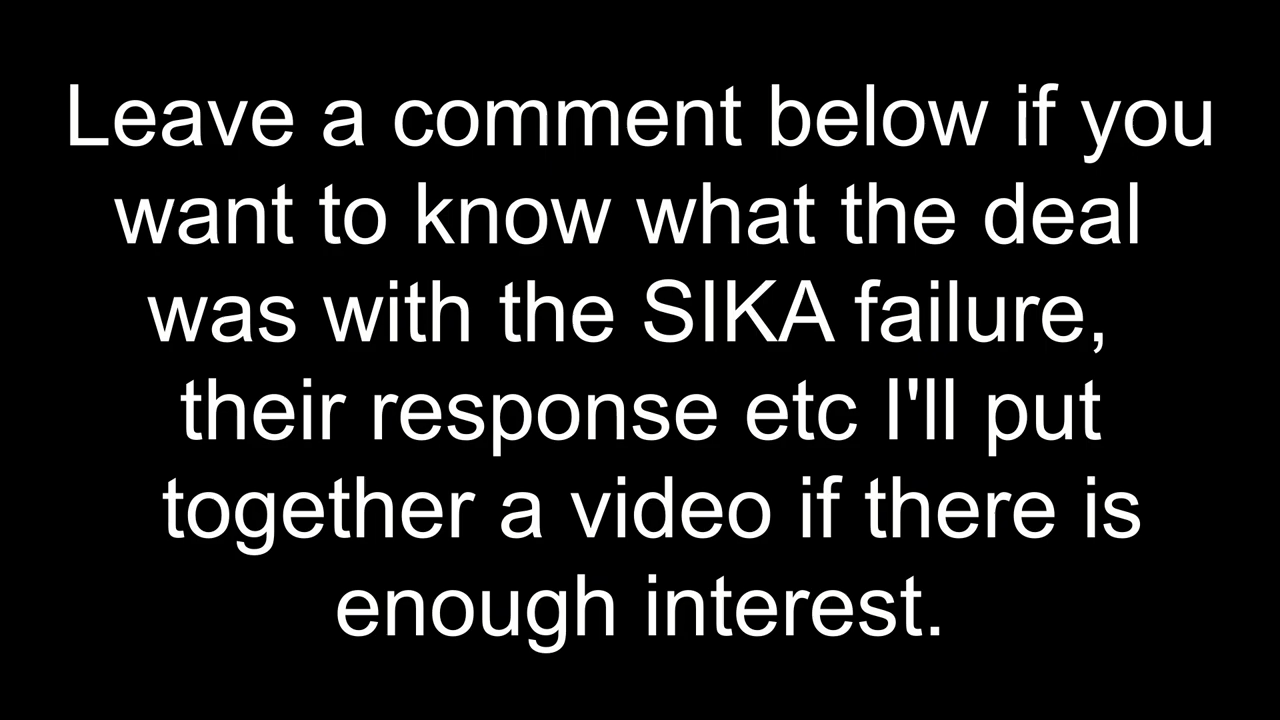 Leave a comment below if you
want to know what the deal
was with the SIKA failure,
their response etc I'll put
together a video if there is
enough interest.